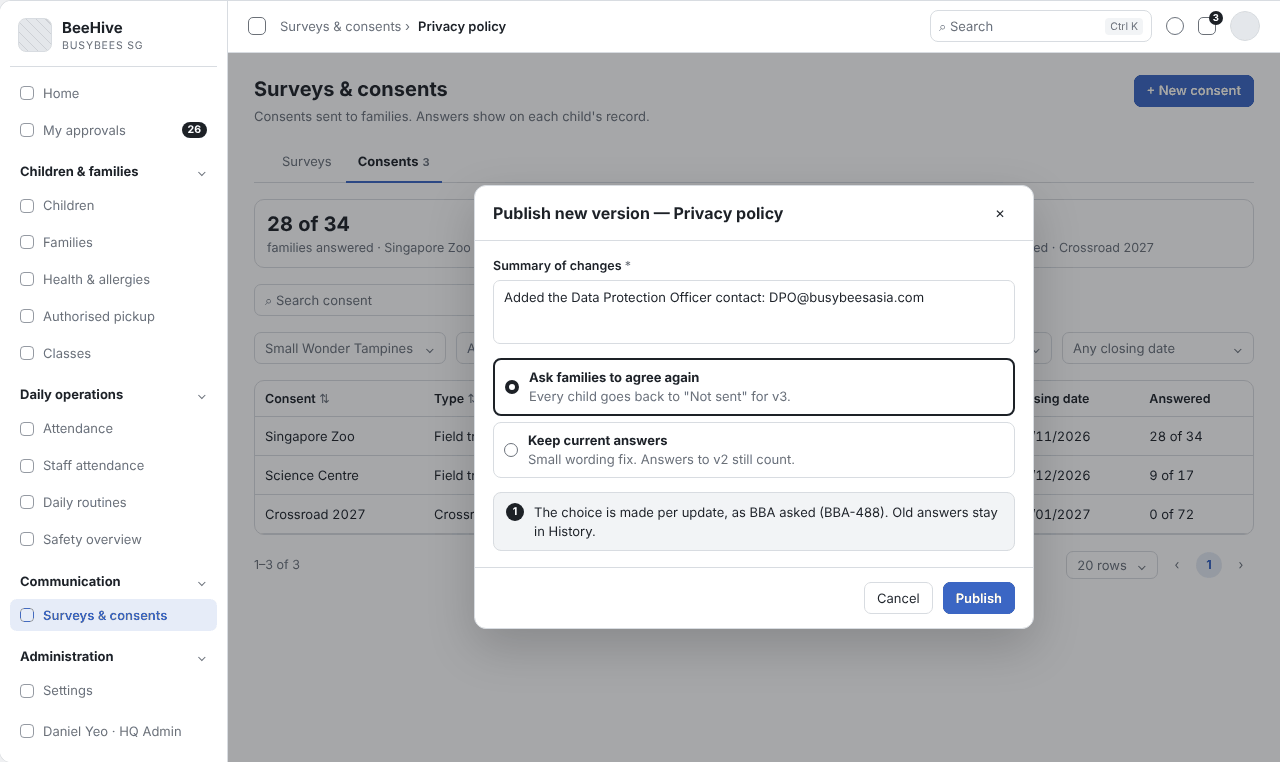 BeeHive
BUSYBEES SG
Home
My approvals 26
Children & families
Children
Families
Health & allergies
Authorised pickup
Classes
Daily operations
Attendance
Staff attendance
Daily routines
Safety overview
Communication
Surveys & consents
Administration
Settings
Daniel Yeo · HQ Admin
Surveys & consents › Privacy policy
Search Ctrl K
3
Surveys & consents
+ New consent
Consents sent to families. Answers show on each child's record.
Surveys Consents 3
28 of 34
families answered · Singapore Zoo
ed · Crossroad 2027
Search consent
Small Wonder Tampines
A
Any closing date
Consent ⇅ Type ⇅ sing date Answered
Singapore Zoo Field tr /11/2026 28 of 34
Science Centre Field tr /12/2026 9 of 17
Crossroad 2027 Crossr /01/2027 0 of 72
1–3 of 3
20 rows ‹ 1 ›
Publish new version — Privacy policy ×
Summary of changes *
Added the Data Protection Officer contact: DPO@busybeesasia.com
Ask families to agree again
Every child goes back to "Not sent" for v3.
Keep current answers
Small wording fix. Answers to v2 still count.
1 The choice is made per update, as BBA asked (BBA-488). Old answers stay
in History.
Cancel Publish